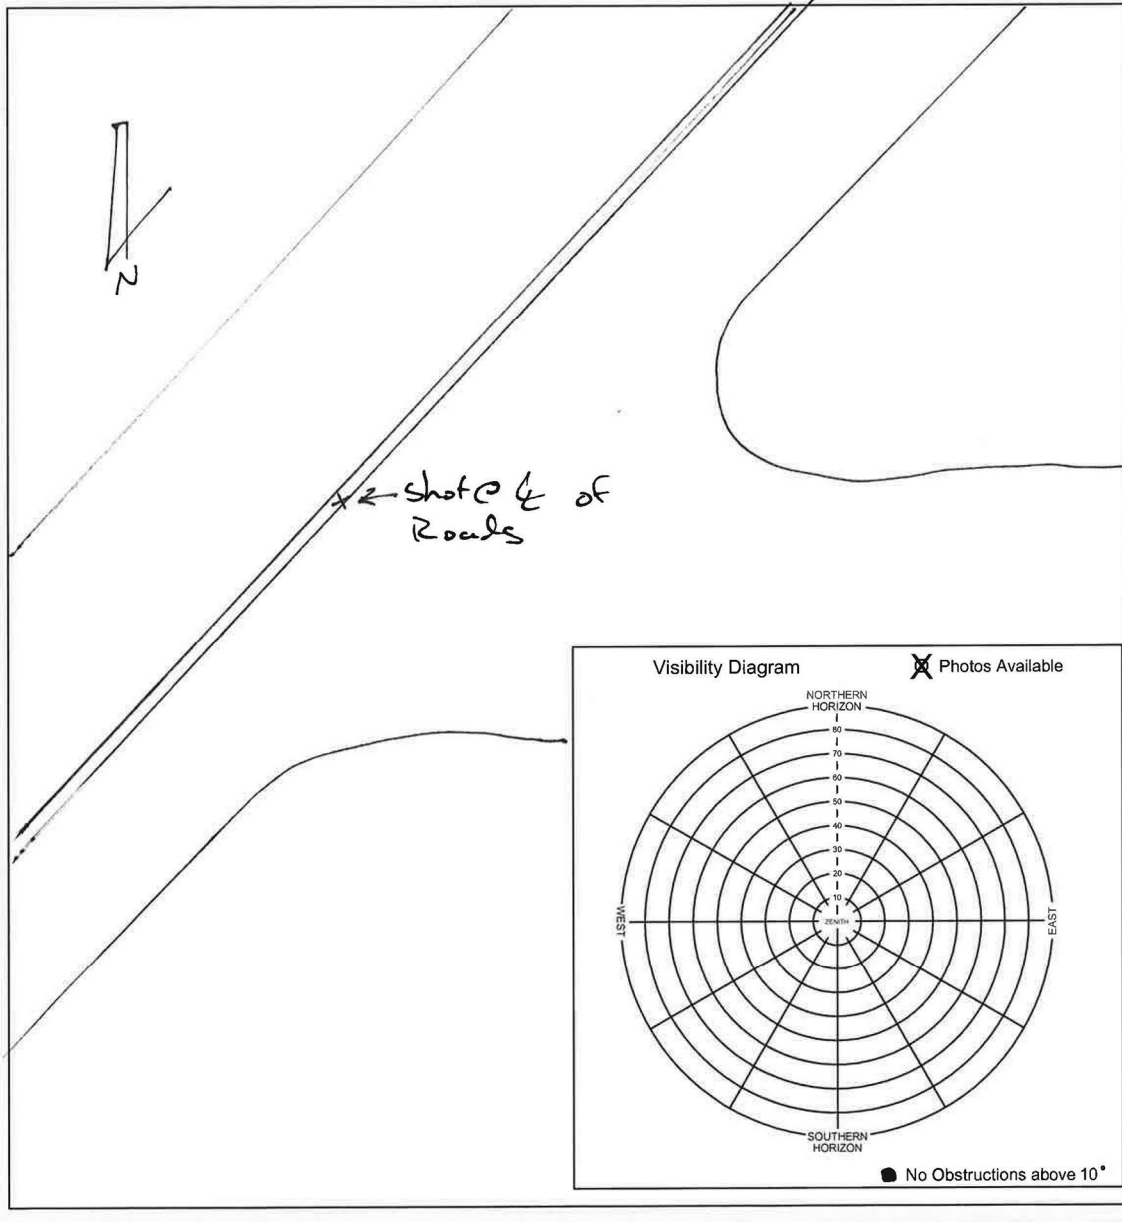 N
shot @ ℄ of
Roads
Visibility Diagram
Photos Available
NORTHERN
HORIZON
80
70
60
50
40
30
20
10
ZENITH
WEST
EAST
SOUTHERN
HORIZON
No Obstructions above 10°